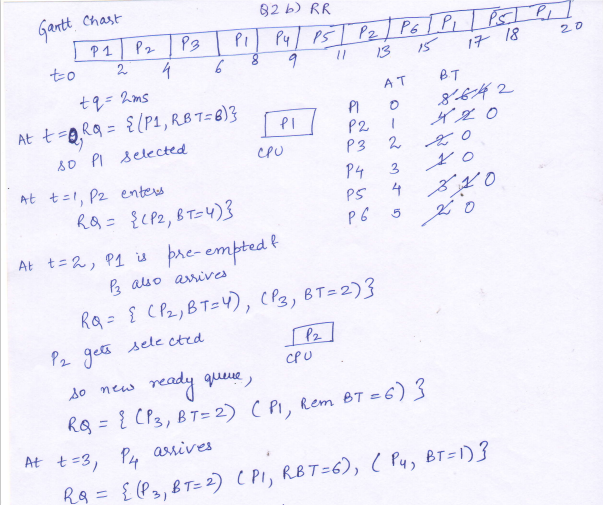 Q2 b) RR
Gantt Chart
P1 P2 P3 P1 P4 P5 P2 P6 P1 P5 P1
t=0 2 4 6 8 9 11 13 15 17 18 20
AT BT
P1 0 8 6 4 2
P2 1 4 2 0
P3 2 2 0
P4 3 1 0
P5 4 3 1 0
P6 5 2 0
tq = 2ms
At t=0, RQ = {(P1, RBT=8)}
so P1 selected
P1
CPU
At t=1, P2 enters
RQ = {(P2, BT=4)}
At t=2, P1 is pre-empted &
P3 also arrives
RQ = { (P2, BT=4), (P3, BT=2)}
P2 gets selected
P2
CPU
so new ready queue,
RQ = { (P3, BT=2) (P1, Rem BT=6) }
At t=3, P4 arrives
RQ = {(P3, BT=2) (P1, RBT=6), (P4, BT=1)}